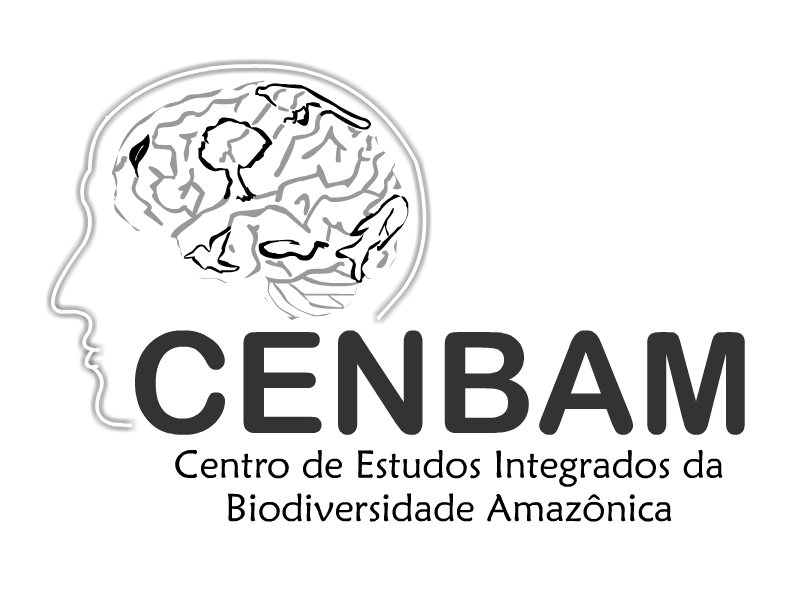 CENBAM
Centro de Estudos Integrados da
Biodiversidade Amazônica